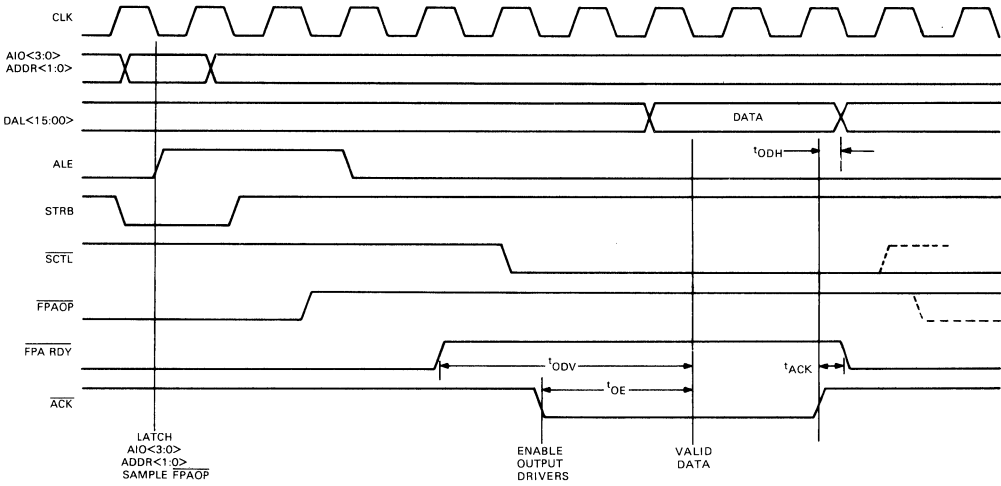 CLK
AIO<3:0>
ADDR<1:0>
DAL<15:00>
DATA
tODH
ALE
STRB
SCTL
FPAOP
FPA RDY
tODV
tACK
tOE
ACK
LATCH
AIO<3:0>
ADDR<1:0>
SAMPLE FPAOP
ENABLE
OUTPUT
DRIVERS
VALID
DATA